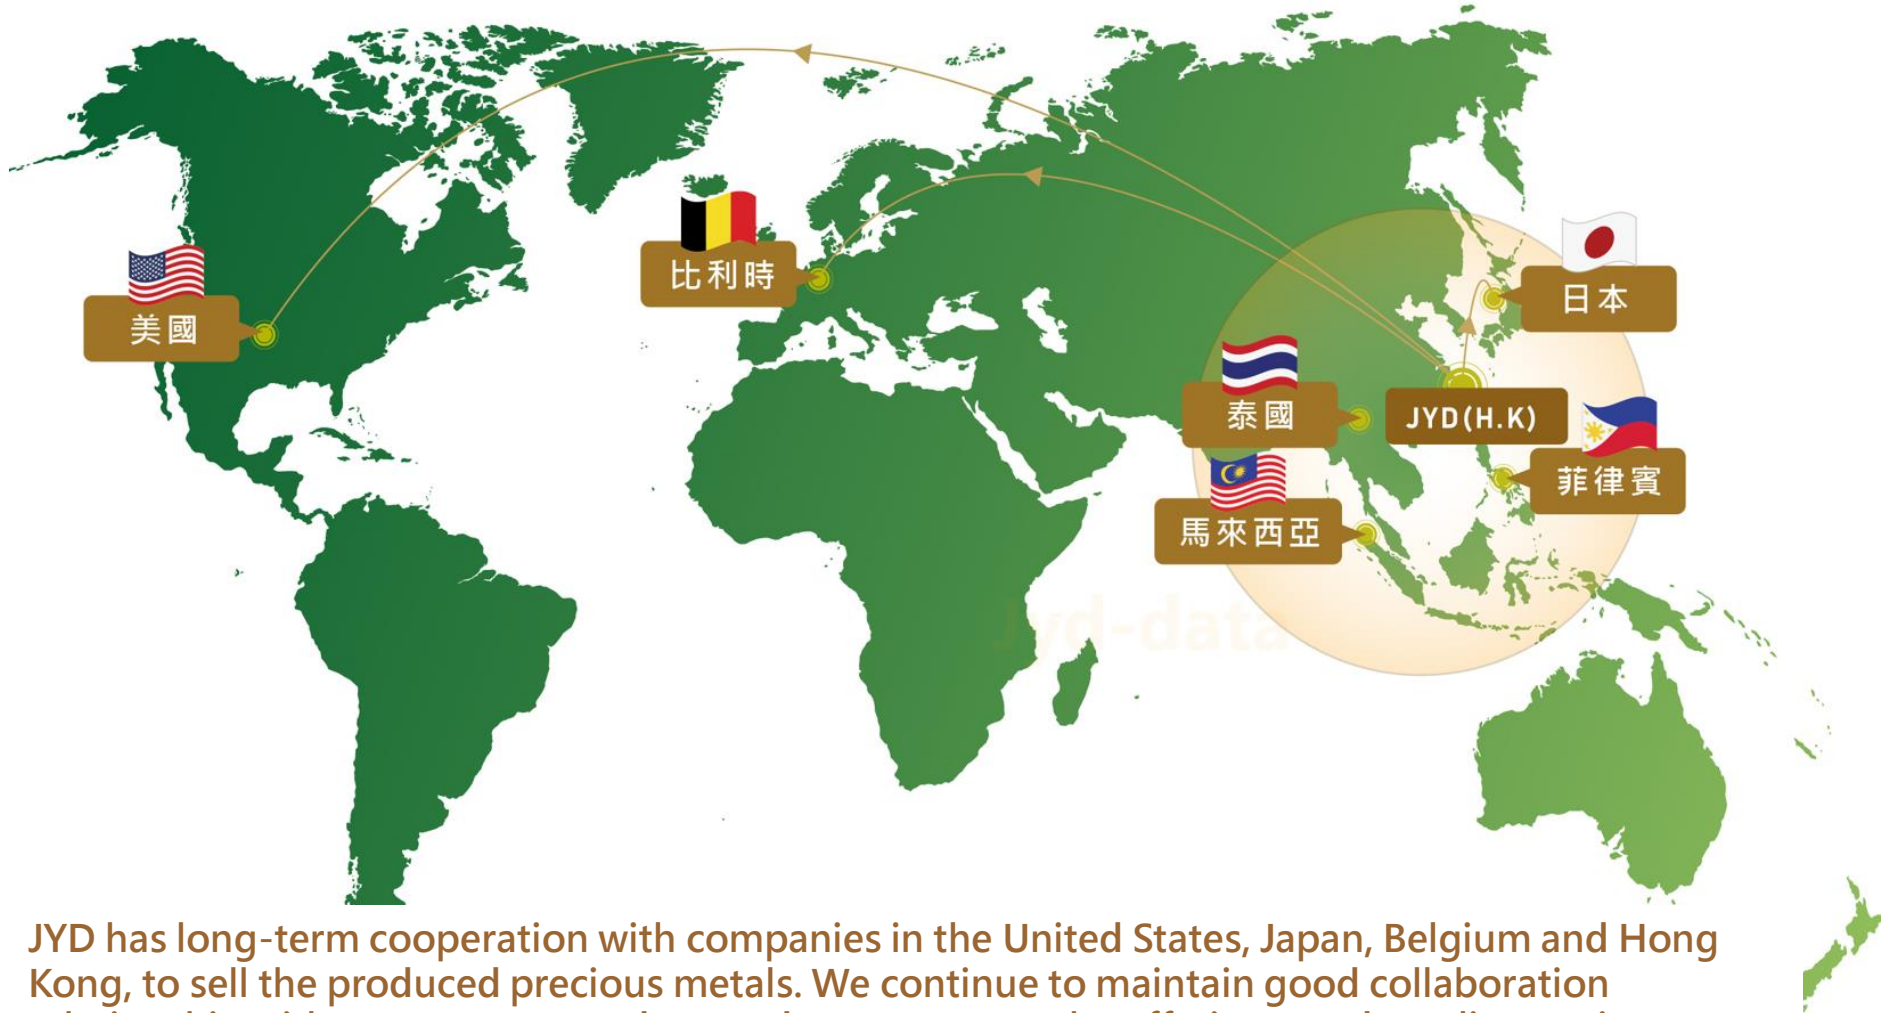 美國
比利時
日本
泰國
JYD(H.K)
菲律賓
馬來西亞
Jyd-data
JYD has long-term cooperation with companies in the United States, Japan, Belgium and Hong
Kong, to sell the produced precious metals. We continue to maintain good collaboration